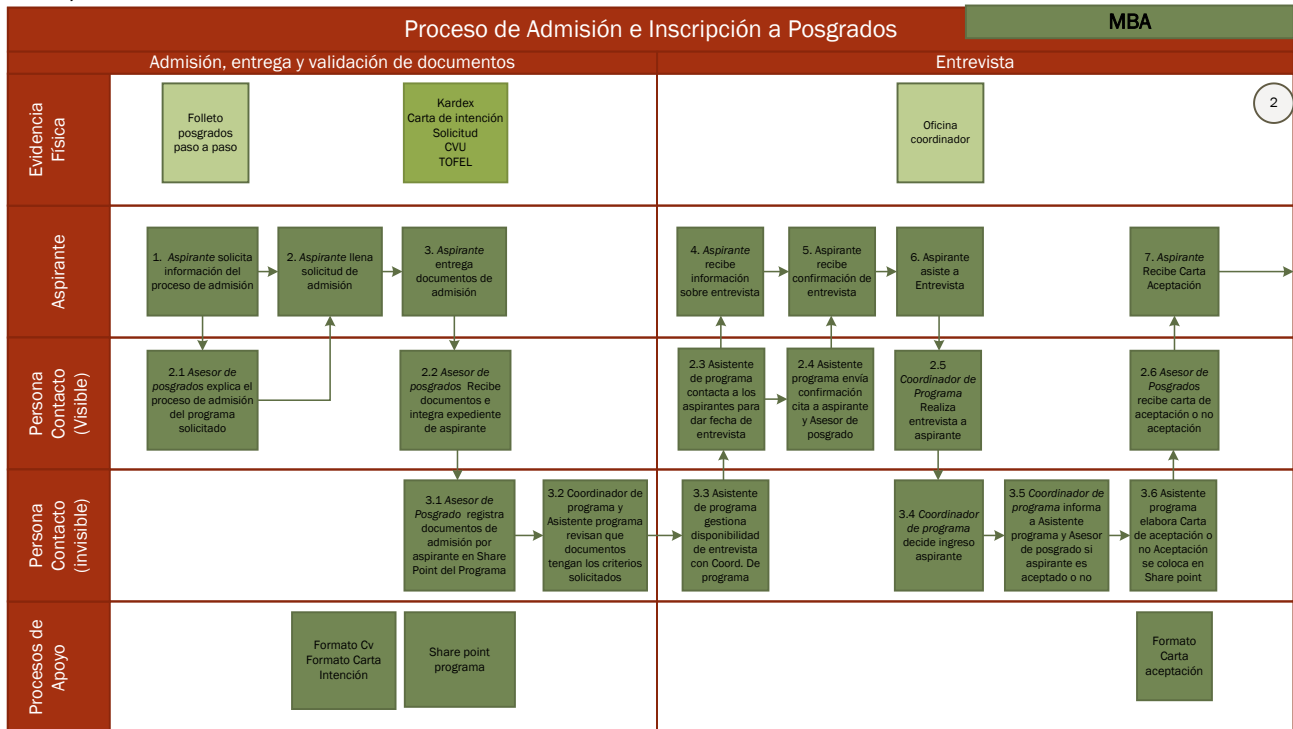 Proceso de Admisión e Inscripción a Posgrados
MBA
Admisión, entrega y validación de documentos
Entrevista
Evidencia
Física
Folleto
posgrados
paso a paso
Kardex
Carta de intención
Solicitud
CVU
TOFEL
Oficina
coordinador
2
Aspirante
1. Aspirante solicita
información del
proceso de admisión
2. Aspirante llena
solicitud de
admisión
3. Aspirante
entrega
documentos de
admisión
4. Aspirante
recibe
información
sobre entrevista
5. Aspirante
recibe
confirmación de
entrevista
6. Aspirante
asiste a
Entrevista
7. Aspirante
Recibe Carta
Aceptación
Persona
Contacto
(Visible)
2.1 Asesor de
posgrados explica el
proceso de admisión
del programa
solicitado
2.2 Asesor de
posgrados Recibe
documentos e
integra expediente
de aspirante
2.3 Asistente
de programa
contacta a los
aspirantes para
dar fecha de
entrevista
2.4 Asistente
programa envía
confirmación
cita a aspirante
y Asesor de
posgrado
2.5
Coordinador de
Programa
Realiza
entrevista a
aspirante
2.6 Asesor de
Posgrados
recibe carta de
aceptación o no
aceptación
Persona
Contacto
(invisible)
3.1 Asesor de
Posgrado registra
documentos de
admisión por
aspirante en Share
Point del Programa
3.2 Coordinador de
programa y
Asistente programa
revisan que
documentos
tengan los criterios
solicitados
3.3 Asistente
de programa
gestiona
disponibilidad
de entrevista
con Coord. De
programa
3.4 Coordinador
de programa
decide ingreso
aspirante
3.5 Coordinador de
programa informa
a Asistente
programa y Asesor
de posgrado si
aspirante es
aceptado o no
3.6 Asistente
programa
elabora Carta
de aceptación o
no Aceptación
se coloca en
Share point
Procesos de
Apoyo
Formato Cv
Formato Carta
Intención
Share point
programa
Formato
Carta
aceptación